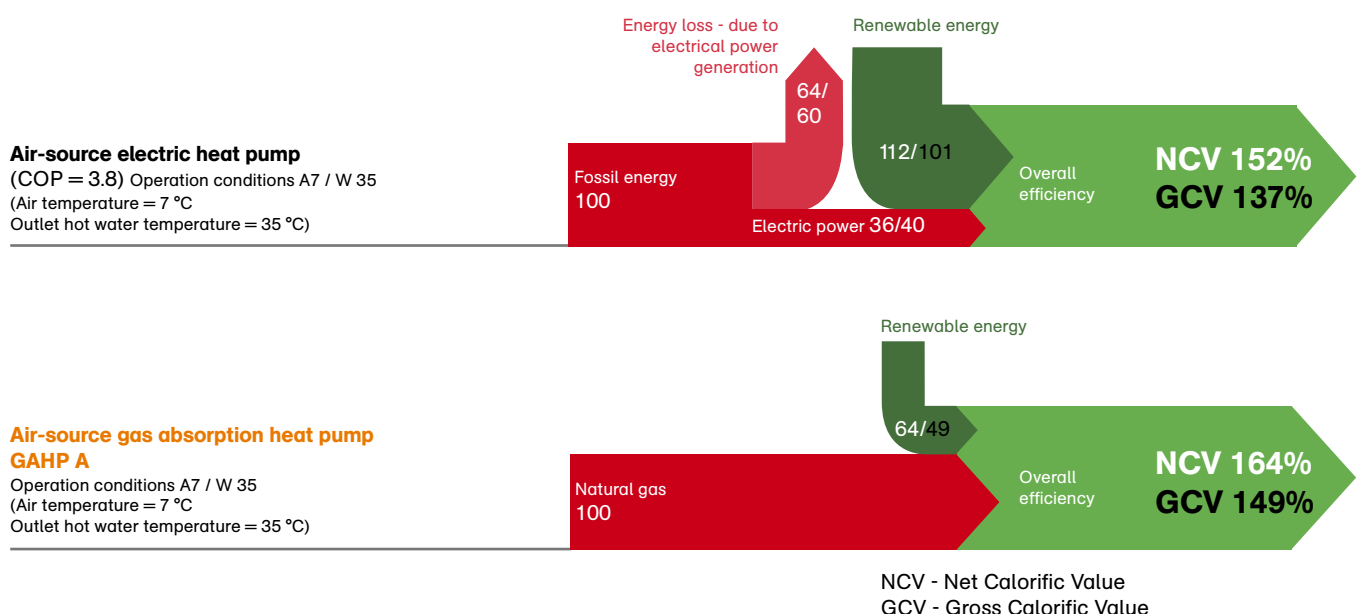 Energy loss - due to
electrical power
generation
Renewable energy
64/
60
Air-source electric heat pump
(COP = 3.8) Operation conditions A7 / W 35
(Air temperature = 7 °C
Outlet hot water temperature = 35 °C)
Fossil energy
100
112/101
Electric power 36/40
Overall
efficiency
NCV 152%
GCV 137%
Renewable energy
64/49
Air-source gas absorption heat pump
GAHP A
Operation conditions A7 / W 35
(Air temperature = 7 °C
Outlet hot water temperature = 35 °C)
Natural gas
100
Overall
efficiency
NCV 164%
GCV 149%
NCV - Net Calorific Value
GCV - Gross Calorific Value